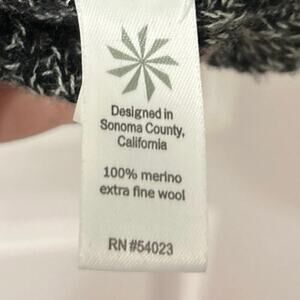 Designed in
Sonoma County,
California
100% merino
extra fine wool
RN #54023